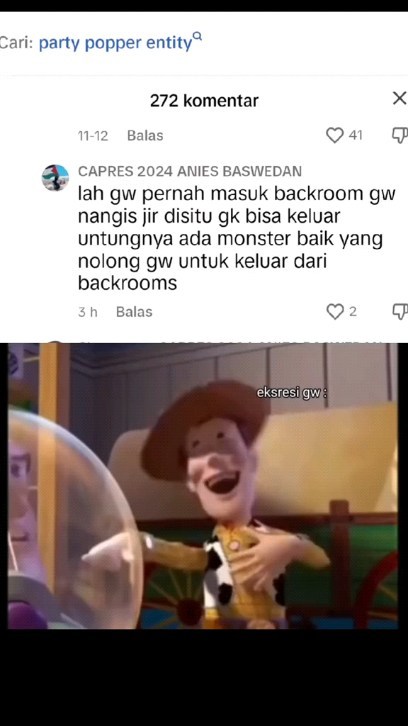 Cari: party popper entity
272 komentar
11-12 Balas 41
CAPRES 2024 ANIES BASWEDAN
lah gw pernah masuk backroom gw
nangis jir disitu gk bisa keluar
untungnya ada monster baik yang
nolong gw untuk keluar dari
backrooms
3 h Balas 2
eksresi gw :